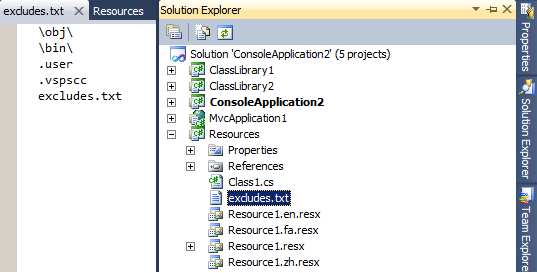 excludes.txt
Resources
\obj\
\bin\
.user
.vspscc
excludes.txt
Solution Explorer
Solution 'ConsoleApplication2' (5 projects)
ClassLibrary1
ClassLibrary2
ConsoleApplication2
MvcApplication1
Resources
Properties
References
Class1.cs
excludes.txt
Resource1.en.resx
Resource1.fa.resx
Resource1.resx
Resource1.zh.resx
Properties
Solution Explorer
Team Explorer